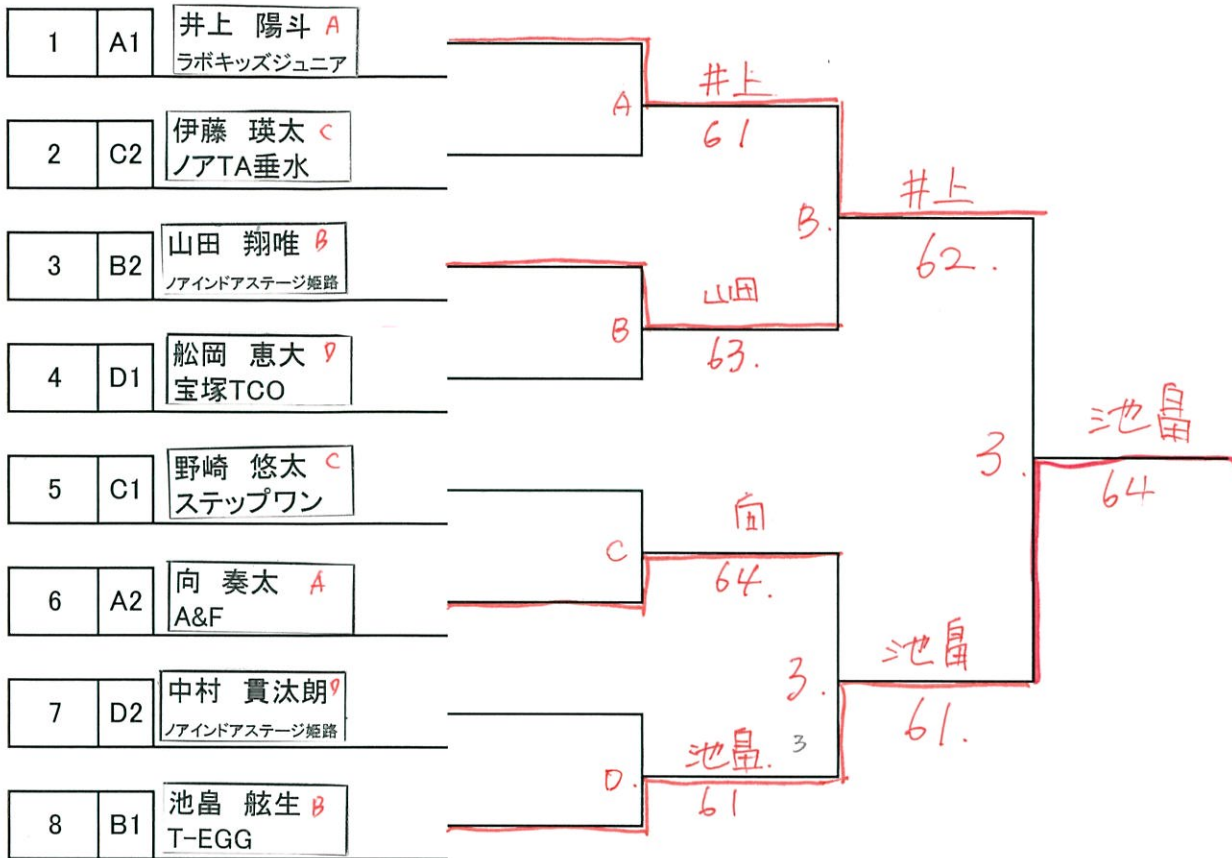 1 A1 井上 陽斗 A
ラボキッズジュニア
2 C2 伊藤 瑛太 C
ノアTA垂水
3 B2 山田 翔唯 B
ノアインドアステージ姫路
4 D1 舩岡 恵大 D
宝塚TCO
5 C1 野崎 悠太 C
ステップワン
6 A2 向 奏太 A
A&F
7 D2 中村 貫汰朗 D
ノアインドアステージ姫路
8 B1 池畠 舷生 B
T-EGG
A
井上
61
B
山田
63.
C
向
64.
D.
池畠.
61
B.
井上
62.
3.
3
池畠
61.
3.
池畠
64